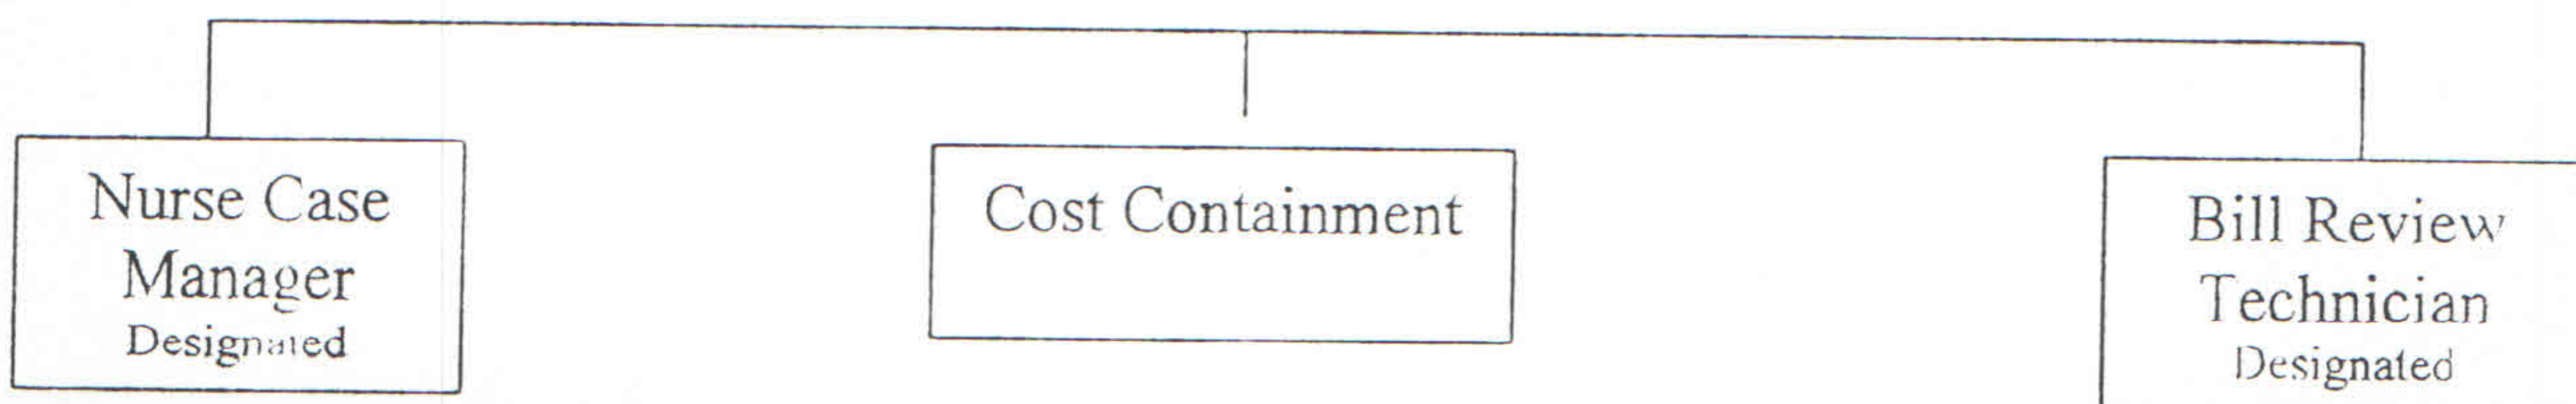 Nurse Case
Manager
Designated
Cost Containment
Bill Review
Technician
Designated